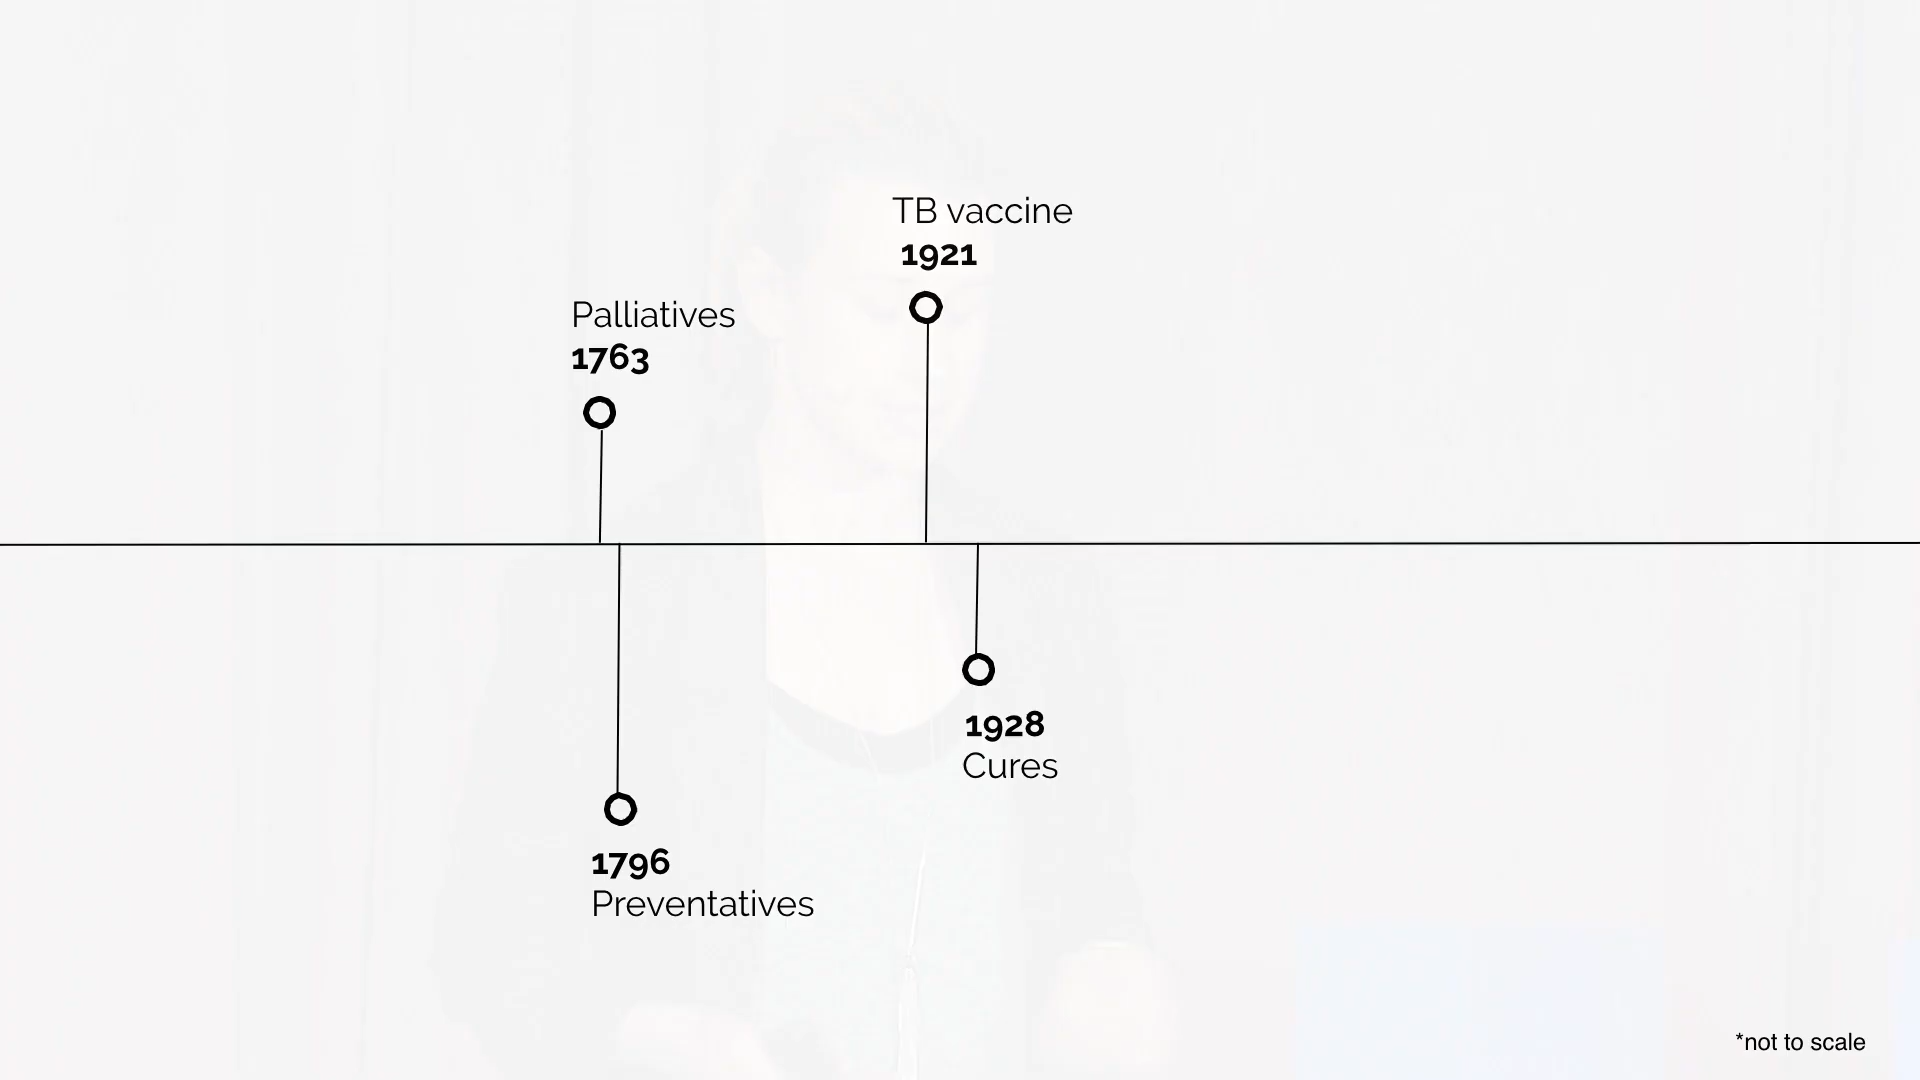 TB vaccine
1921
Palliatives
1763
1928
Cures
1796
Preventatives
*not to scale